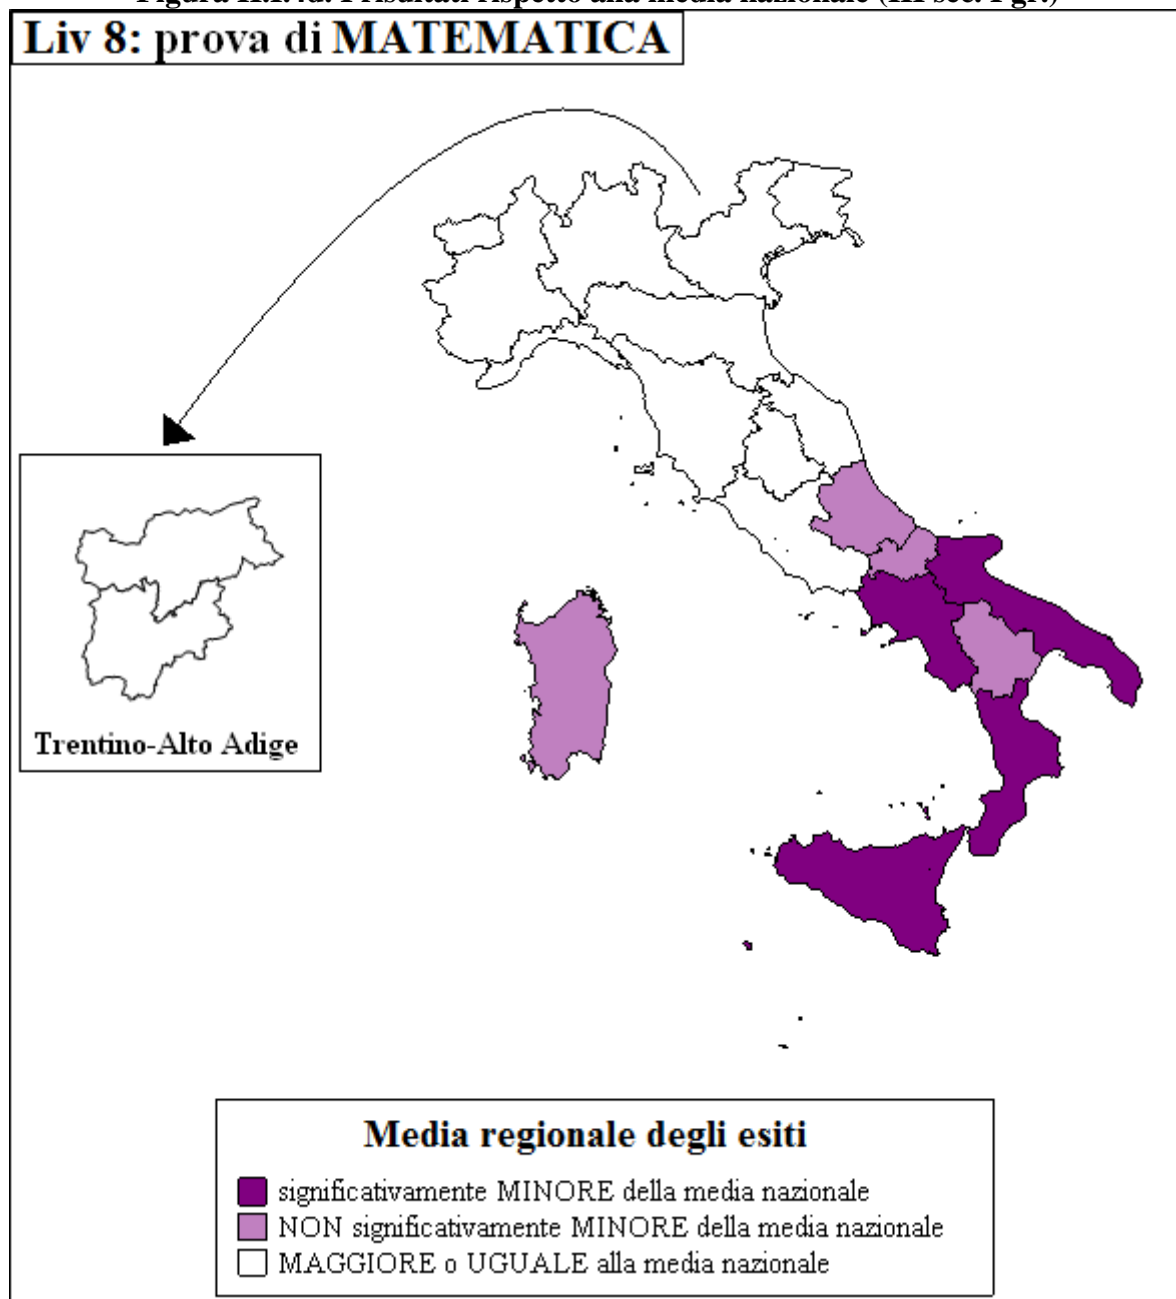 Liv 8: prova di MATEMATICA
Trentino-Alto Adige
Media regionale degli esiti
significativamente MINORE della media nazionale
NON significativamente MINORE della media nazionale
MAGGIORE o UGUALE alla media nazionale